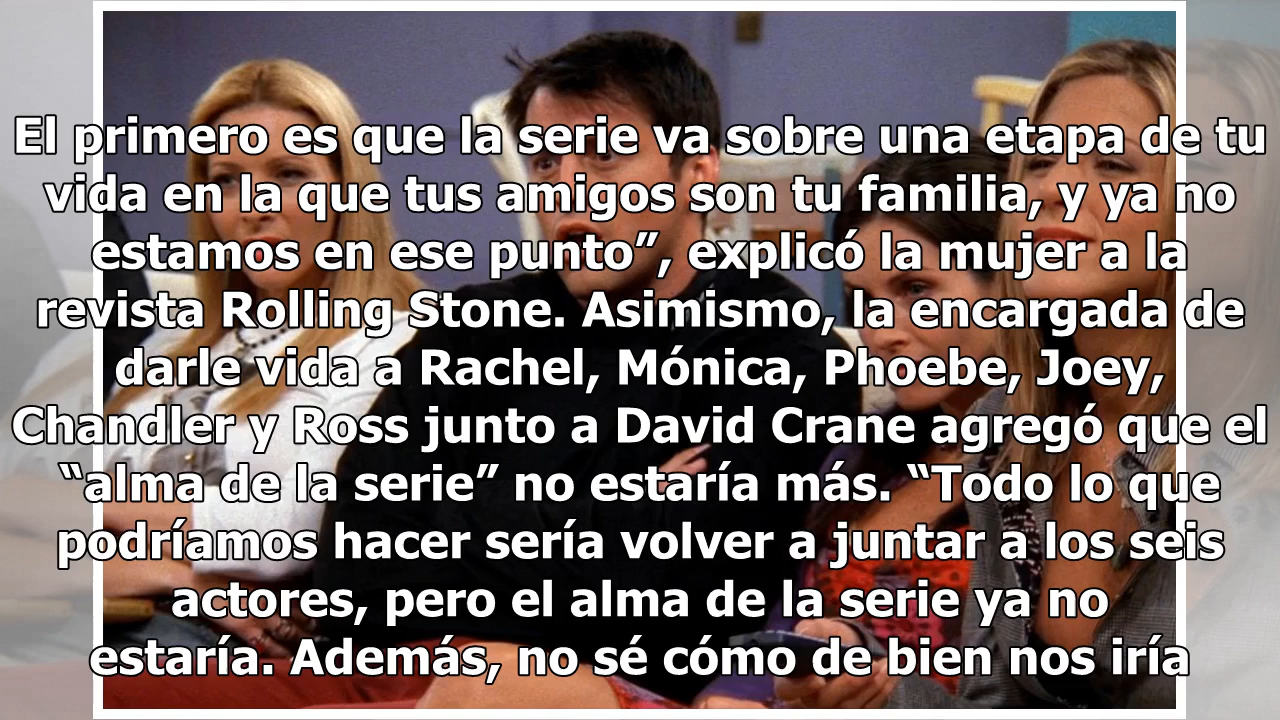 El primero es que la serie va sobre una etapa de tu
vida en la que tus amigos son tu familia, y ya no
estamos en ese punto”, explicó la mujer a la
revista Rolling Stone. Asimismo, la encargada de
darle vida a Rachel, Mónica, Phoebe, Joey,
Chandler y Ross junto a David Crane agregó que el
“alma de la serie” no estaría más. “Todo lo que
podríamos hacer sería volver a juntar a los seis
actores, pero el alma de la serie ya no
estaría. Además, no sé cómo de bien nos iría